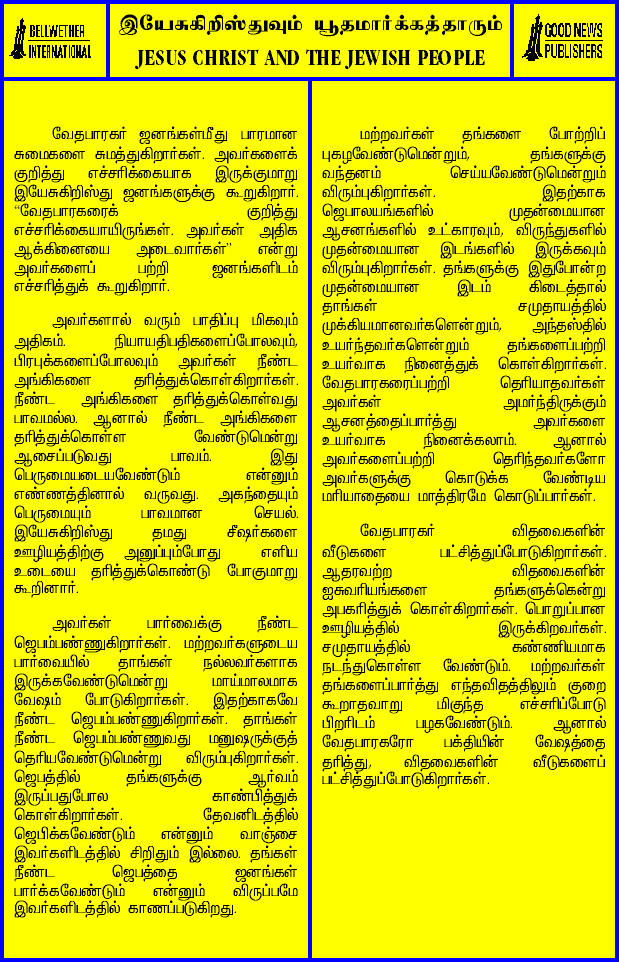 BELLWETHER
INTERNATIONAL
இயேசுகிறிஸ்துவும் யூதமார்க்கத்தாரும்
JESUS CHRIST AND THE JEWISH PEOPLE
GOOD NEWS
PUBLISHERS
வேதபாரகர் ஜனங்கள்மீது பாரமான
சுமைகளை சுமத்துகிறார்கள். அவர்களைக்
குறித்து எச்சரிக்கையாக இருக்குமாறு
இயேசுகிறிஸ்து ஜனங்களுக்கு கூறுகிறார்.
“வேதபாரகரைக் குறித்து
எச்சரிக்கையாயிருங்கள். அவர்கள் அதிக
ஆக்கினையை அடைவார்கள்” என்று
அவர்களைப் பற்றி ஜனங்களிடம்
எச்சரித்துக் கூறுகிறார்.
அவர்களால் வரும் பாதிப்பு மிகவும்
அதிகம். நியாயதிபதிகளைப்போலவும்,
பிரபுக்களைப்போலவும் அவர்கள் நீண்ட
அங்கிகளை தரித்துக்கொள்கிறார்கள்.
நீண்ட அங்கிகளை தரித்துக்கொள்வது
பாவமல்ல. ஆனால் நீண்ட அங்கிகளை
தரித்துக்கொள்ள வேண்டுமென்று
ஆசைப்படுவது பாவம். இது
பெருமையடையவேண்டும் என்னும்
எண்ணத்தினால் வருவது. அகந்தையும்
பெருமையும் பாவமான செயல்.
இயேசுகிறிஸ்து தமது சீஷர்களை
ஊழியத்திற்கு அனுப்பும்போது எளிய
உடையை தரித்துக்கொண்டு போகுமாறு
கூறினார்.
அவர்கள் பார்வைக்கு நீண்ட
ஜெபம்பண்ணுகிறார்கள். மற்றவர்களுடைய
பார்வையில் தாங்கள் நல்லவர்களாக
இருக்கவேண்டுமென்று மாய்மாலமாக
வேஷம் போடுகிறார்கள். இதற்காகவே
நீண்ட ஜெபம்பண்ணுகிறார்கள். தாங்கள்
நீண்ட ஜெபம்பண்ணுவது மனுஷருக்குத்
தெரியவேண்டுமென்று விரும்புகிறார்கள்.
ஜெபத்தில் தங்களுக்கு ஆர்வம்
இருப்பதுபோல காண்பித்துக்
கொள்கிறார்கள். தேவனிடத்தில்
ஜெபிக்கவேண்டும் என்னும் வாஞ்சை
இவர்களிடத்தில் சிறிதும் இல்லை. தங்கள்
நீண்ட ஜெபத்தை ஜனங்கள்
பார்க்கவேண்டும் என்னும் விருப்பமே
இவர்களிடத்தில் காணப்படுகிறது.
மற்றவர்கள் தங்களை போற்றிப்
புகழவேண்டுமென்றும், தங்களுக்கு
வந்தனம் செய்யவேண்டுமென்றும்
விரும்புகிறார்கள். இதற்காக
ஜெபாலயங்களில் முதன்மையான
ஆசனங்களில் உட்காரவும், விருந்துகளில்
முதன்மையான இடங்களில் இருக்கவும்
விரும்புகிறார்கள். தங்களுக்கு இதுபோன்ற
முதன்மையான இடம் கிடைத்தால்
தாங்கள் சமுதாயத்தில்
முக்கியமானவர்களென்றும், அந்தஸ்தில்
உயர்ந்தவர்களென்றும் தங்களைப்பற்றி
உயர்வாக நினைத்துக் கொள்கிறார்கள்.
வேதபாரகரைப்பற்றி தெரியாதவர்கள்
அவர்கள் அமர்ந்திருக்கும்
ஆசனத்தைப்பார்த்து அவர்களை
உயர்வாக நினைக்கலாம். ஆனால்
அவர்களைப்பற்றி தெரிந்தவர்களோ
அவர்களுக்கு கொடுக்க வேண்டிய
மரியாதையை மாத்திரமே கொடுப்பார்கள்.
வேதபாரகர் விதவைகளின்
வீடுகளை பட்சித்துப்போடுகிறார்கள்.
ஆதரவற்ற விதவைகளின்
ஐசுவரியங்களை தங்களுக்கென்று
அபகரித்துக் கொள்கிறார்கள். பொறுப்பான
ஊழியத்தில் இருக்கிறவர்கள்.
சமுதாயத்தில் கண்ணியமாக
நடந்துகொள்ள வேண்டும். மற்றவர்கள்
தங்களைப்பார்த்து எந்தவிதத்திலும் குறை
கூறாதவாறு மிகுந்த எச்சரிப்போடு
பிறரிடம் பழகவேண்டும். ஆனால்
வேதபாரகரோ பக்தியின் வேஷத்தை
தரித்து, விதவைகளின் வீடுகளைப்
பட்சித்துப்போடுகிறார்கள்.